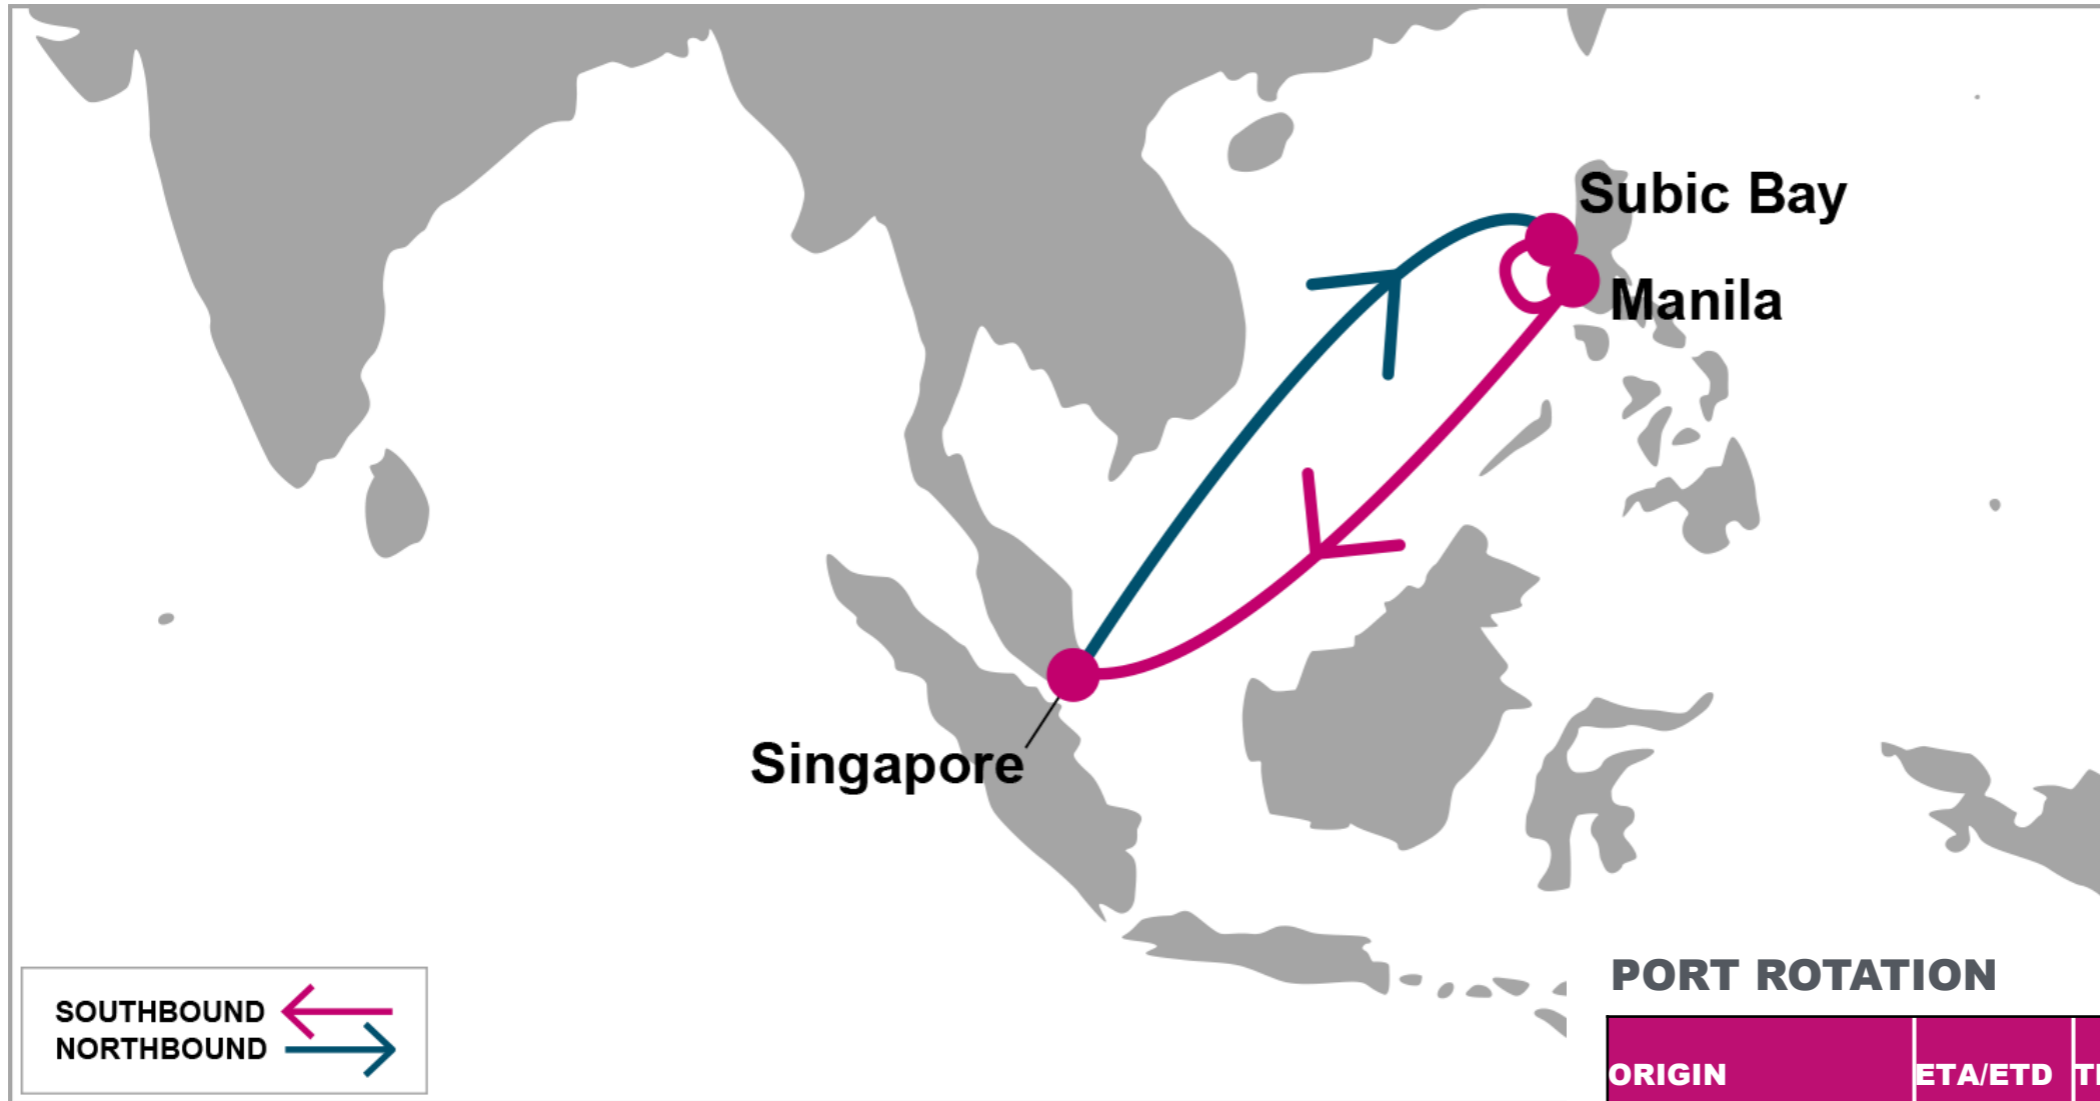 Subic Bay
Manila
Singapore
SOUTHBOUND
NORTHBOUND
PORT ROTATION
ORIGIN ETA/ETD